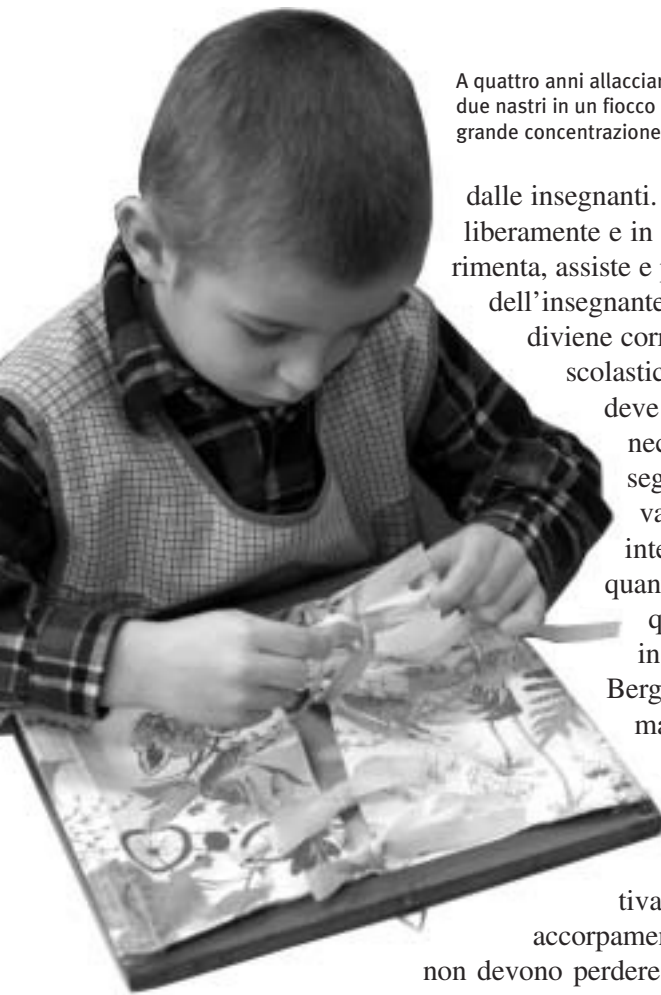 A quattro anni allacciar
due nastri in un fiocco
grande concentrazione
dalle insegnanti.
liberamente e in
rimenta, assiste e
dell'insegnante
diviene corr
scolastic
deve
nec
seg
va
inte
quan
q
in
Berg
ma
tiva
accorpamen
non devono perdere